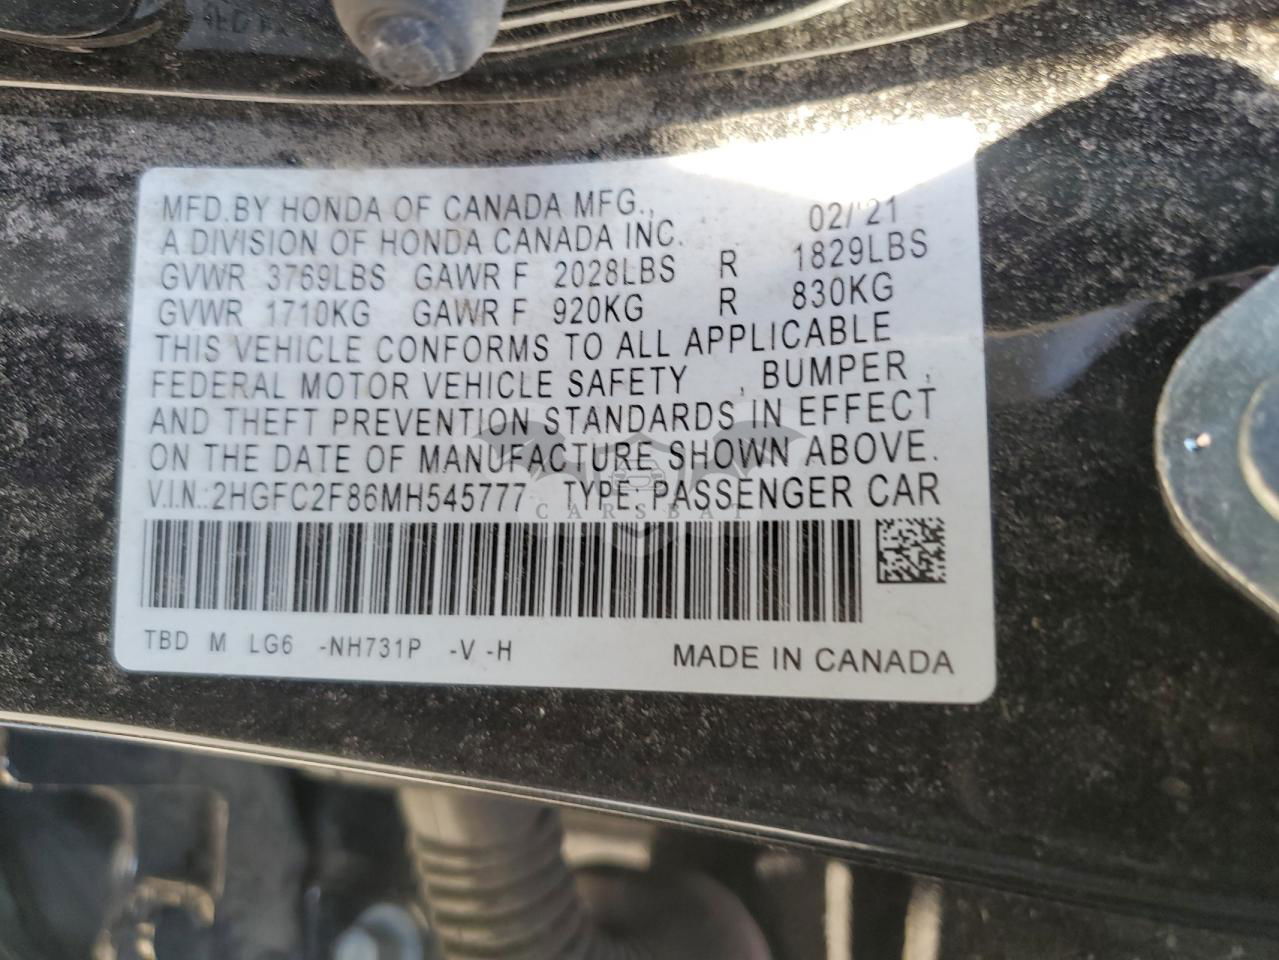 MFD.BY HONDA OF CANADA MFG., 02/'21
A DIVISION OF HONDA CANADA INC.
GVWR 3769LBS GAWR F 2028LBS R 1829LBS
GVWR 1710KG GAWR F 920KG R 830KG
THIS VEHICLE CONFORMS TO ALL APPLICABLE
FEDERAL MOTOR VEHICLE SAFETY , BUMPER ,
AND THEFT PREVENTION STANDARDS IN EFFECT
ON THE DATE OF MANUFACTURE SHOWN ABOVE.
V.I.N.:2HGFC2F86MH545777 TYPE: PASSENGER CAR
CARSBAT
TBD M LG6 -NH731P -V -H
MADE IN CANADA